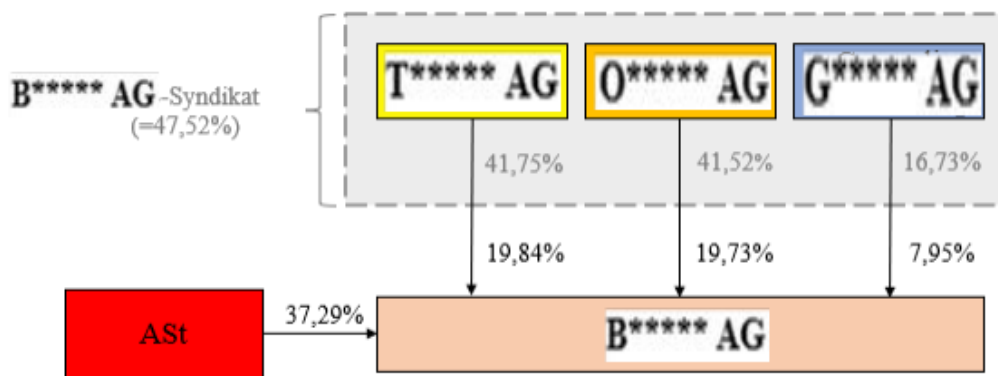 T***** AG O***** AG G***** AG
B***** AG-Syndikat
(=47,52%)
41,75% 41,52% 16,73%
19,84% 19,73% 7,95%
37,29%
ASt
B***** AG